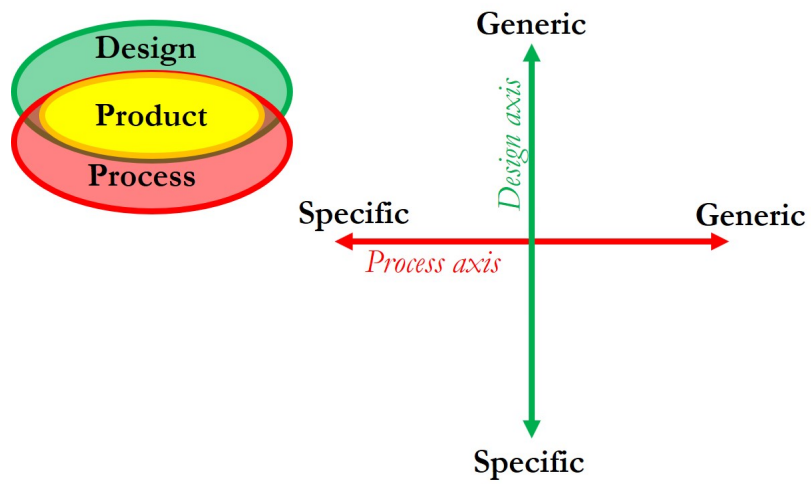 Design
Product
Process
Generic
Design axis
Specific
Generic
Process axis
Specific